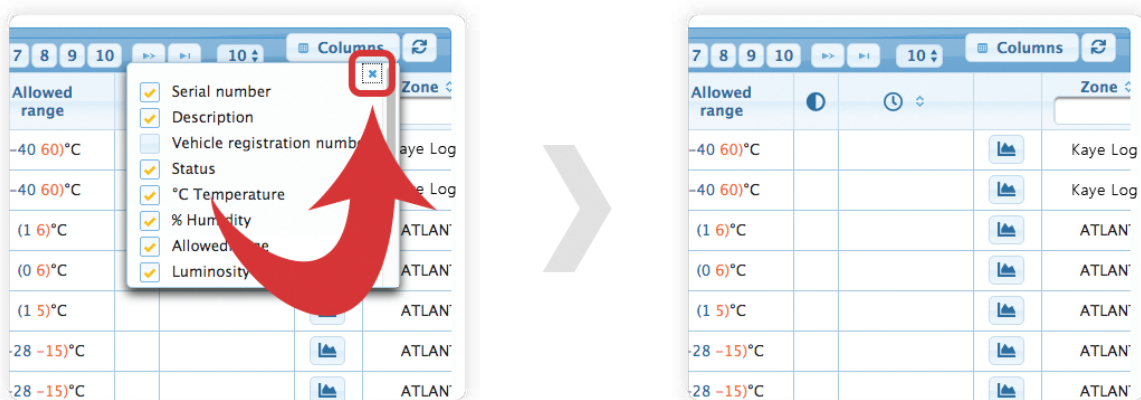 7 8 9 10 10 Columns
Allowed range Zone
Serial number
Description
Vehicle registration numb
Status
°C Temperature
% Humidity
Allowed
Luminosity
–40 60)°C aye Log
–40 60)°C e Log
(1 6)°C ATLAN
(0 6)°C ATLAN
(1 5)°C ATLAN
-28 –15)°C ATLAN
-28 –15)°C ATLAN
7 8 9 10 10 Columns
Allowed range Zone
–40 60)°C Kaye Log
–40 60)°C Kaye Log
(1 6)°C ATLAN
(0 6)°C ATLAN
(1 5)°C ATLAN
-28 –15)°C ATLAN
-28 –15)°C ATLAN